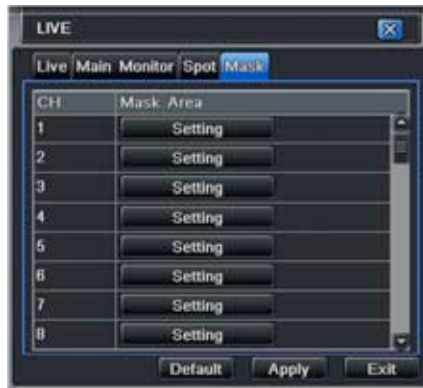 LIVE
Live Main Monitor Spot Mask
CH Mask Area
1 Setting
2 Setting
3 Setting
4 Setting
5 Setting
6 Setting
7 Setting
8 Setting
Default Apply Exit